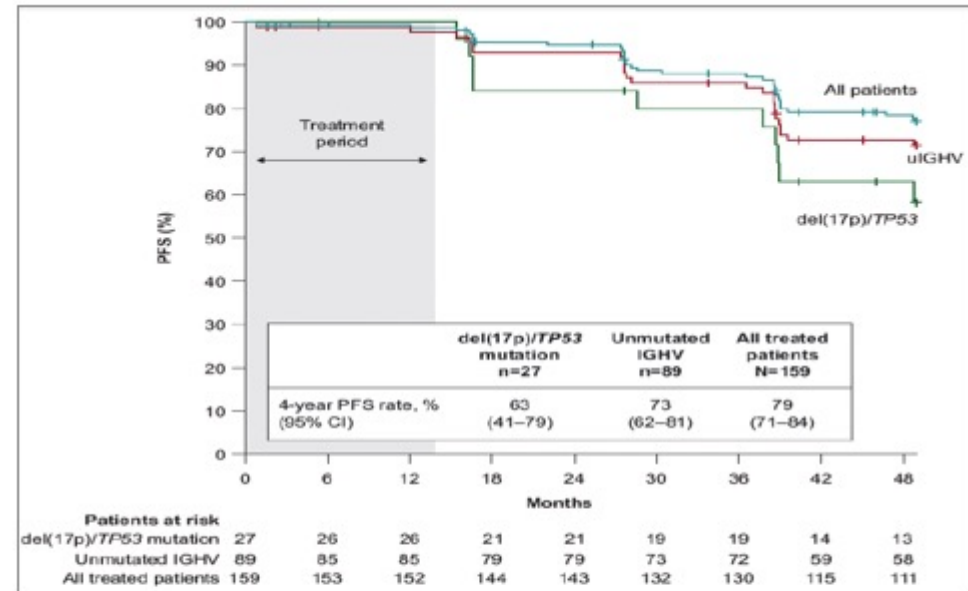 100
90
80
70
60
50
40
30
20
10
0
PFS (%)
Treatment
period
All patients
uIGHV
del(17p)/TP53
del(17p)/TP53 mutation n=27 Unmutated IGHV n=89 All treated patients N=159
4-year PFS rate, % (95% CI) 63 (41–79) 73 (62–81) 79 (71–84)
0 6 12 18 24 30 36 42 48
Months
Patients at risk
del(17p)/TP53 mutation 27 26 26 21 21 19 19 14 13
Unmutated IGHV 89 85 85 79 79 73 72 59 58
All treated patients 159 153 152 144 143 132 130 115 111